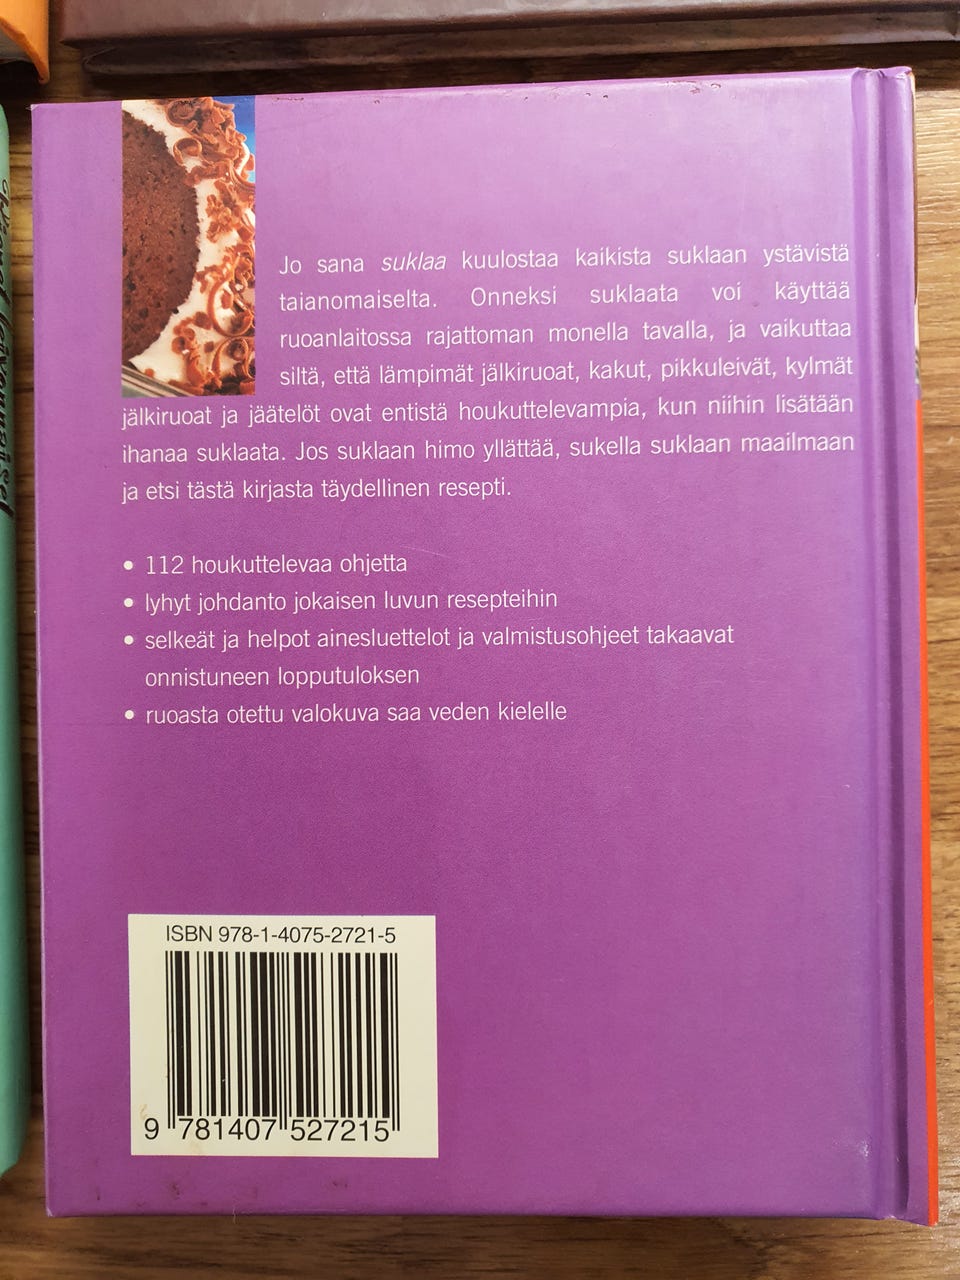 Jo sana suklaa kuulostaa kaikista suklaan ystävistä
taianomaiselta. Onneksi suklaata voi käyttää
ruoanlaitossa rajattoman monella tavalla, ja vaikuttaa
siltä, että lämpimät jälkiruoat, kakut, pikkuleivät, kylmät
jälkiruoat ja jäätelöt ovat entistä houkuttelevampia, kun niihin lisätään
ihanaa suklaata. Jos suklaan himo yllättää, sukella suklaan maailmaan
ja etsi tästä kirjasta täydellinen resepti.
• 112 houkuttelevaa ohjetta
• lyhyt johdanto jokaisen luvun resepteihin
• selkeät ja helpot ainesluettelot ja valmistusohjeet takaavat
onnistuneen lopputuloksen
• ruoasta otettu valokuva saa veden kielelle
ISBN 978-1-4075-2721-5
9 781407 527215